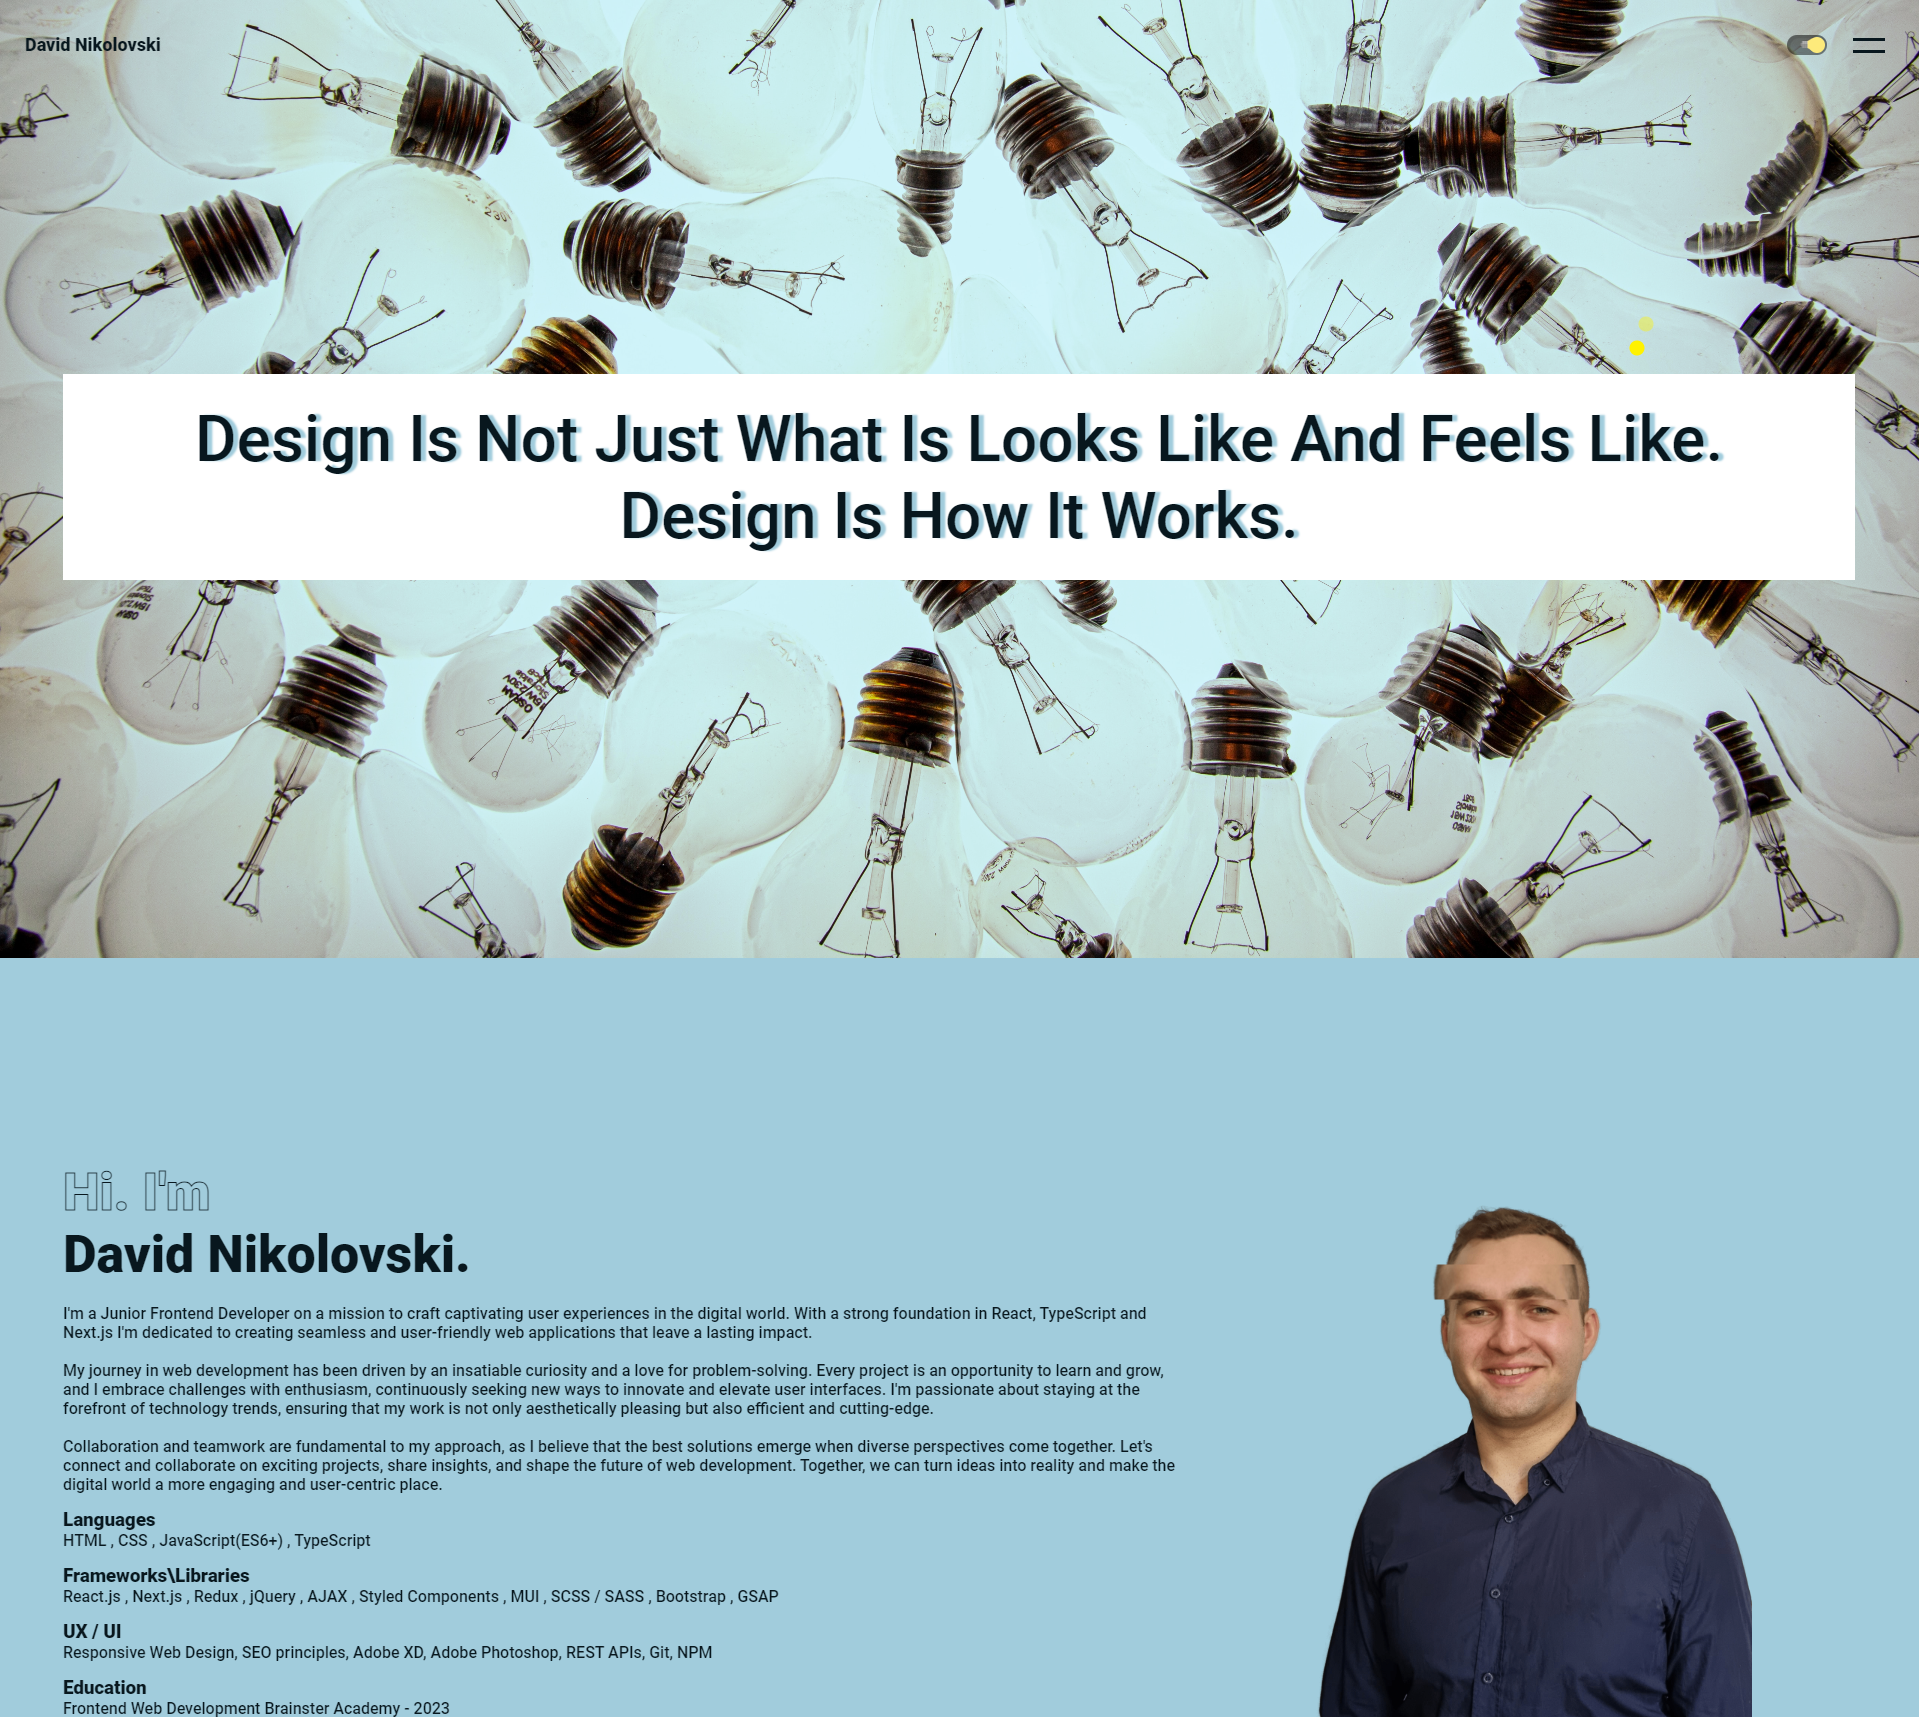 David Nikolovski
Design Is Not Just What Is Looks Like And Feels Like.
Design Is How It Works.
Hi. I'm
David Nikolovski.
I'm a Junior Frontend Developer on a mission to craft captivating user experiences in the digital world. With a strong foundation in React, TypeScript and
Next.js I'm dedicated to creating seamless and user-friendly web applications that leave a lasting impact.
My journey in web development has been driven by an insatiable curiosity and a love for problem-solving. Every project is an opportunity to learn and grow,
and I embrace challenges with enthusiasm, continuously seeking new ways to innovate and elevate user interfaces. I'm passionate about staying at the
forefront of technology trends, ensuring that my work is not only aesthetically pleasing but also efficient and cutting-edge.
Collaboration and teamwork are fundamental to my approach, as I believe that the best solutions emerge when diverse perspectives come together. Let's
connect and collaborate on exciting projects, share insights, and shape the future of web development. Together, we can turn ideas into reality and make the
digital world a more engaging and user-centric place.
Languages
HTML , CSS , JavaScript(ES6+) , TypeScript
Frameworks\Libraries
React.js , Next.js , Redux , jQuery , AJAX , Styled Components , MUI , SCSS / SASS , Bootstrap , GSAP
UX / UI
Responsive Web Design, SEO principles, Adobe XD, Adobe Photoshop, REST APIs, Git, NPM
Education
Frontend Web Development Brainster Academy - 2023